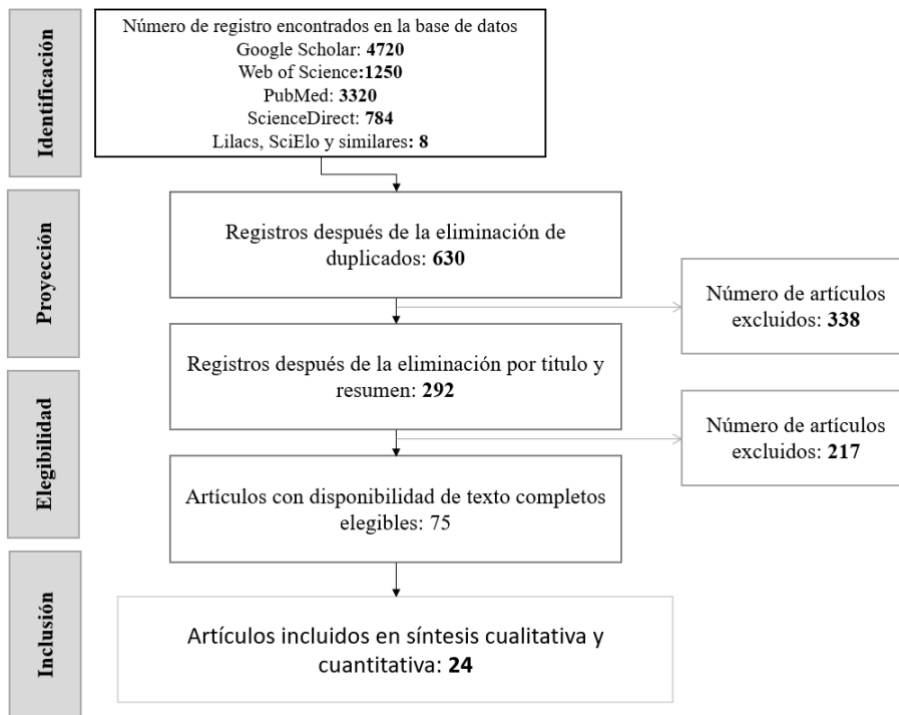 Identificación
Número de registro encontrados en la base de datos
Google Scholar: 4720
Web of Science:1250
PubMed: 3320
ScienceDirect: 784
Lilacs, SciElo y similares: 8
Proyección
Registros después de la eliminación de
duplicados: 630
Número de artículos
excluidos: 338
Registros después de la eliminación por titulo y
resumen: 292
Elegibilidad
Número de artículos
excluidos: 217
Artículos con disponibilidad de texto completos
elegibles: 75
Inclusión
Artículos incluidos en síntesis cualitativa y
cuantitativa: 24